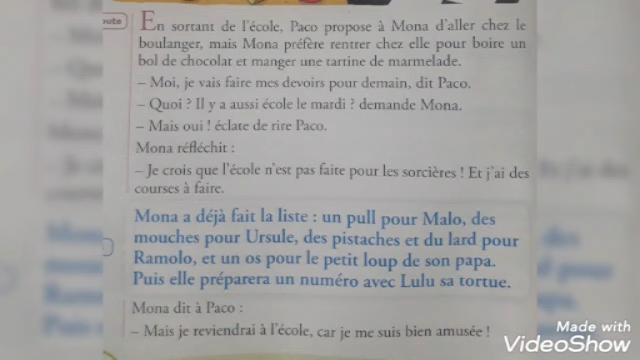 oute
En sortant de l'école, Paco propose à Mona d'aller chez le
boulanger, mais Mona préfère rentrer chez elle pour boire un
bol de chocolat et manger une tartine de marmelade.
– Moi, je vais faire mes devoirs pour demain, dit Paco.
– Quoi ? Il y a aussi école le mardi ? demande Mona.
– Mais oui ! éclate de rire Paco.
Mona réfléchit :
– Je crois que l'école n'est pas faite pour les sorcières ! Et j'ai des
courses à faire.
Mona a déjà fait la liste : un pull pour Malo, des
mouches pour Ursule, des pistaches et du lard pour
Ramolo, et un os pour le petit loup de son papa.
Puis elle préparera un numéro avec Lulu sa tortue.
Mona dit à Paco :
– Mais je reviendrai à l'école, car je me suis bien amusée !
Made with
VideoShow